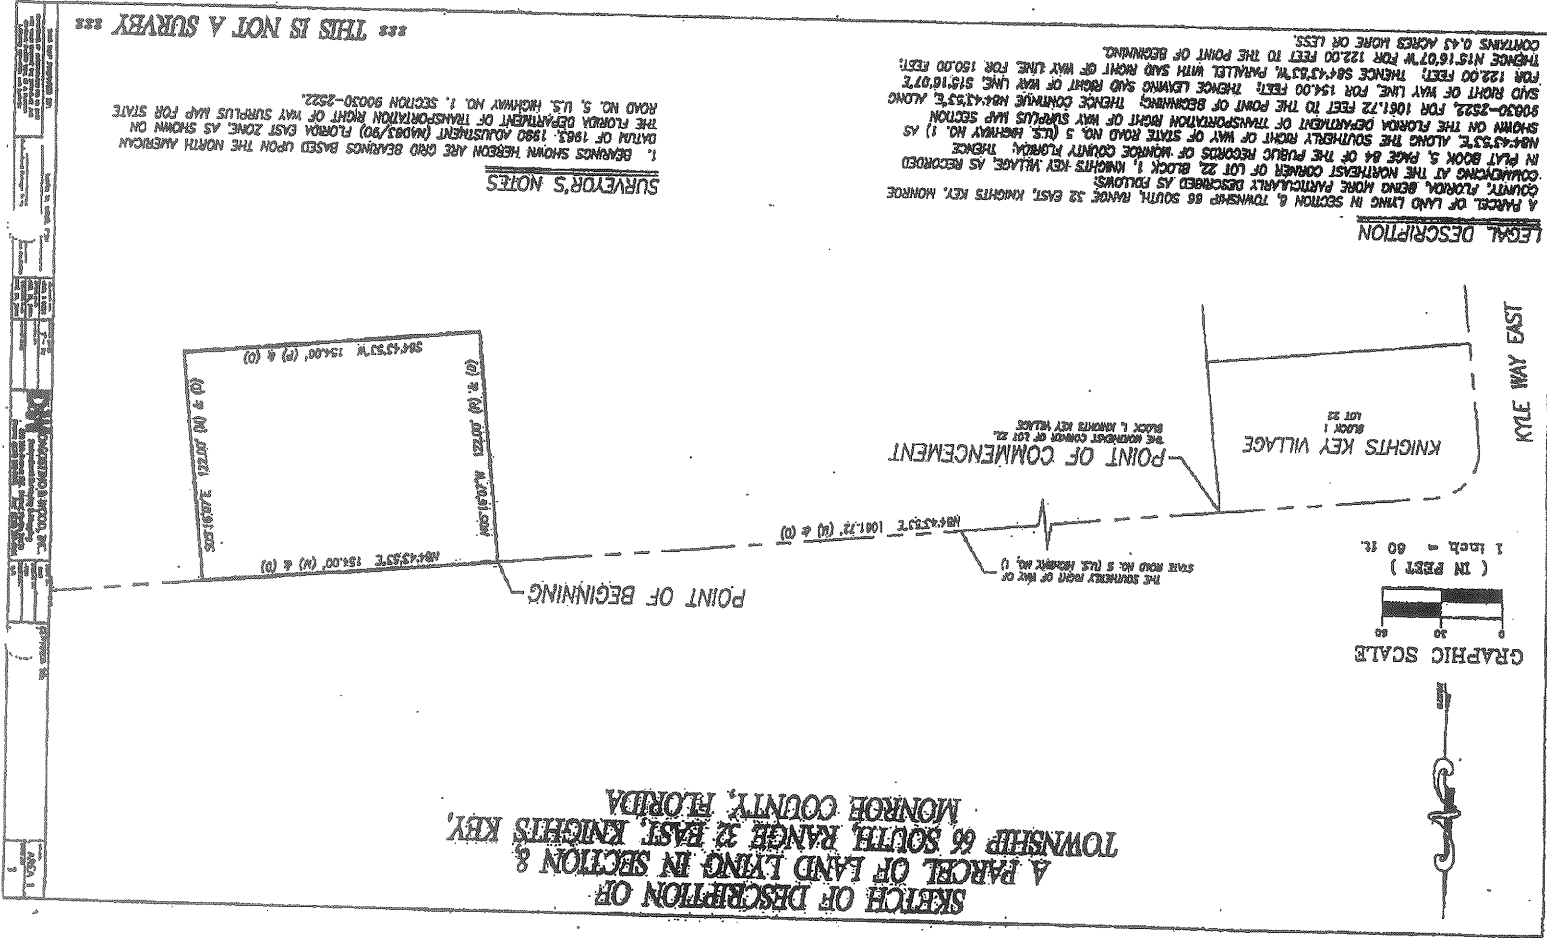 SKETCH OF DESCRIPTION OF
A PARCEL OF LAND LYING IN SECTION 8,
TOWNSHIP 66 SOUTH, RANGE 32 EAST, KNIGHTS KEY,
MONROE COUNTY, FLORIDA
GRAPHIC SCALE
0 30 60
( IN FEET )
1 inch = 60 ft.
THE SOUTHERLY RIGHT OF WAY OF
STATE ROAD NO. 5 (U.S. HIGHWAY NO. 1)
POINT OF BEGINNING
N84°43'53"E 1061.72' (M) & (D)
N84°43'53"E 154.00' (M) & (D)
S15°16'07"E 122.00' (M) & (D)
N15°16'07"W 122.00' (M) & (D)
S84°43'53"W 154.00' (P) & (D)
POINT OF COMMENCEMENT
THE NORTHEAST CORNER OF LOT 22,
BLOCK 1, KNIGHTS KEY VILLAGE
KNIGHTS KEY VILLAGE
BLOCK 1
LOT 22
KYLE WAY EAST
LEGAL DESCRIPTION
A PARCEL OF LAND LYING IN SECTION 8, TOWNSHIP 66 SOUTH, RANGE 32 EAST, KNIGHTS KEY, MONROE
COUNTY, FLORIDA, BEING MORE PARTICULARLY DESCRIBED AS FOLLOWS:
COMMENCING AT THE NORTHEAST CORNER OF LOT 22, BLOCK 1, KNIGHTS KEY VILLAGE, AS RECORDED
IN PLAT BOOK 5, PAGE 84 OF THE PUBLIC RECORDS OF MONROE COUNTY FLORIDA; THENCE
N84°43'53"E, ALONG THE SOUTHERLY RIGHT OF WAY OF STATE ROAD NO. 5 (U.S. HIGHWAY NO. 1) AS
SHOWN ON THE FLORIDA DEPARTMENT OF TRANSPORTATION RIGHT OF WAY SURPLUS MAP SECTION
90030-2522, FOR 1061.72 FEET TO THE POINT OF BEGINNING; THENCE CONTINUE N84°43'53"E, ALONG
SAID RIGHT OF WAY LINE, FOR 154.00 FEET; THENCE LEAVING SAID RIGHT OF WAY LINE, S15°16'07"E
FOR 122.00 FEET; THENCE S84°43'53"W, PARALLEL WITH SAID RIGHT OF WAY LINE, FOR 150.00 FEET;
THENCE N15°16'07"W FOR 122.00 FEET TO THE POINT OF BEGINNING.
CONTAINS 0.43 ACRES MORE OR LESS.
SURVEYOR'S NOTES
1. BEARINGS SHOWN HEREON ARE GRID BEARINGS BASED UPON THE NORTH AMERICAN
DATUM OF 1983. 1990 ADJUSTMENT (NAD83/90) FLORIDA EAST ZONE, AS SHOWN ON
THE FLORIDA DEPARTMENT OF TRANSPORTATION RIGHT OF WAY SURPLUS MAP FOR STATE
ROAD NO. 5, U.S. HIGHWAY NO. 1, SECTION 90030-2522.
*** THIS IS NOT A SURVEY ***